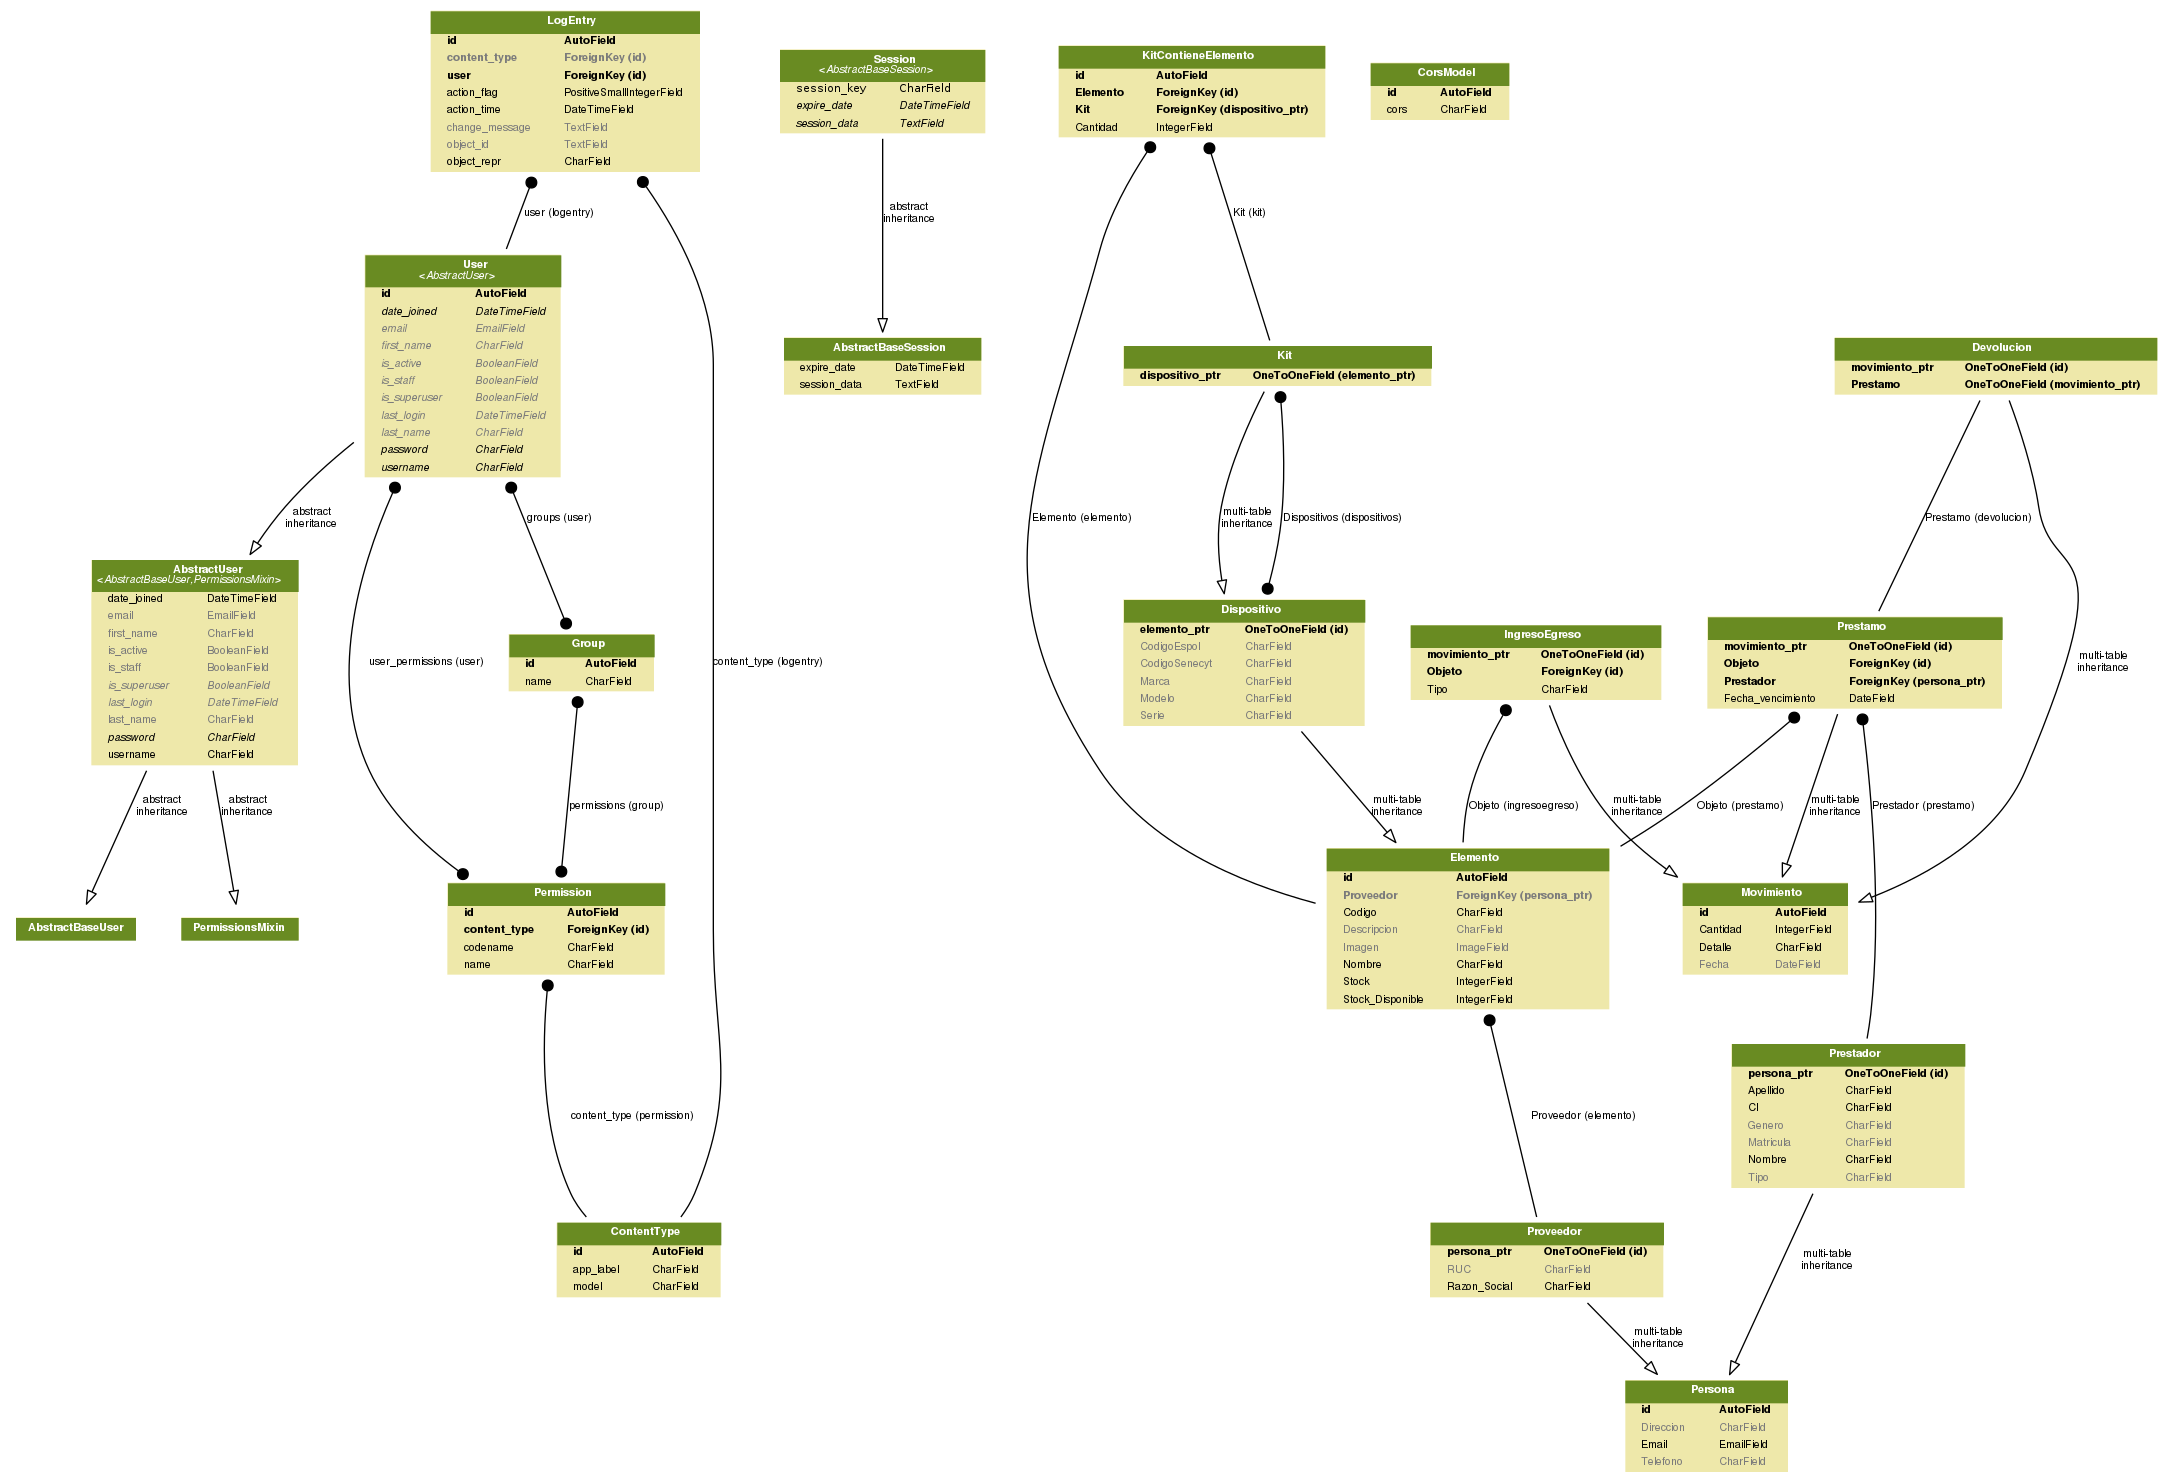 LogEntry
id AutoField
content_type ForeignKey (id)
user ForeignKey (id)
action_flag PositiveSmallIntegerField
action_time DateTimeField
change_message TextField
object_id TextField
object_repr CharField
Session
<AbstractBaseSession>
session_key CharField
expire_date DateTimeField
session_data TextField
KitContieneElemento
id AutoField
Elemento ForeignKey (id)
Kit ForeignKey (dispositivo_ptr)
Cantidad IntegerField
CorsModel
id AutoField
cors CharField
user (logentry)
abstract
inheritance
Kit (kit)
User
<AbstractUser>
id AutoField
date_joined DateTimeField
email EmailField
first_name CharField
is_active BooleanField
is_staff BooleanField
is_superuser BooleanField
last_login DateTimeField
last_name CharField
password CharField
username CharField
AbstractBaseSession
expire_date DateTimeField
session_data TextField
Kit
dispositivo_ptr OneToOneField (elemento_ptr)
Devolucion
movimiento_ptr OneToOneField (id)
Prestamo OneToOneField (movimiento_ptr)
abstract
inheritance
groups (user)
Elemento (elemento)
multi-table
inheritance
Dispositivos (dispositivos)
Prestamo (devolucion)
AbstractUser
<AbstractBaseUser,PermissionsMixin>
date_joined DateTimeField
email EmailField
first_name CharField
is_active BooleanField
is_staff BooleanField
is_superuser BooleanField
last_login DateTimeField
last_name CharField
password CharField
username CharField
user_permissions (user)
Group
id AutoField
name CharField
content_type (logentry)
Dispositivo
elemento_ptr OneToOneField (id)
CodigoEspol CharField
CodigoSenecyt CharField
Marca CharField
Modelo CharField
Serie CharField
IngresoEgreso
movimiento_ptr OneToOneField (id)
Objeto ForeignKey (id)
Tipo CharField
Prestamo
movimiento_ptr OneToOneField (id)
Objeto ForeignKey (id)
Prestador ForeignKey (persona_ptr)
Fecha_vencimiento DateField
multi-table
inheritance
abstract
inheritance
abstract
inheritance
permissions (group)
multi-table
inheritance
Objeto (ingresoegreso)
multi-table
inheritance
Objeto (prestamo)
multi-table
inheritance
Prestador (prestamo)
AbstractBaseUser
PermissionsMixin
Permission
id AutoField
content_type ForeignKey (id)
codename CharField
name CharField
Elemento
id AutoField
Proveedor ForeignKey (persona_ptr)
Codigo CharField
Descripcion CharField
Imagen ImageField
Nombre CharField
Stock IntegerField
Stock_Disponible IntegerField
Movimiento
id AutoField
Cantidad IntegerField
Detalle CharField
Fecha DateField
content_type (permission)
Proveedor (elemento)
Prestador
persona_ptr OneToOneField (id)
Apellido CharField
CI CharField
Genero CharField
Matricula CharField
Nombre CharField
Tipo CharField
ContentType
id AutoField
app_label CharField
model CharField
Proveedor
persona_ptr OneToOneField (id)
RUC CharField
Razon_Social CharField
multi-table
inheritance
multi-table
inheritance
Persona
id AutoField
Direccion CharField
Email EmailField
Telefono CharField